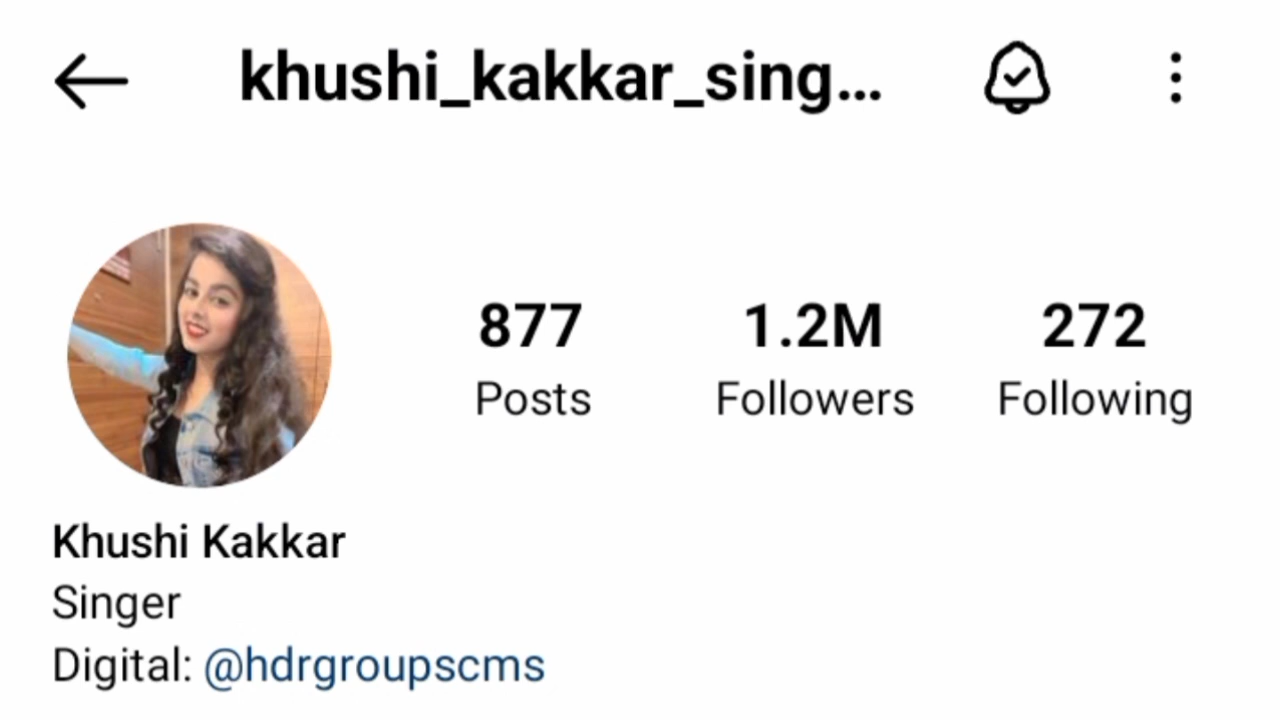 khushi_kakkar_sing...
877 1.2M 272
Posts Followers Following
Khushi Kakkar
Singer
Digital: @hdrgroupscms